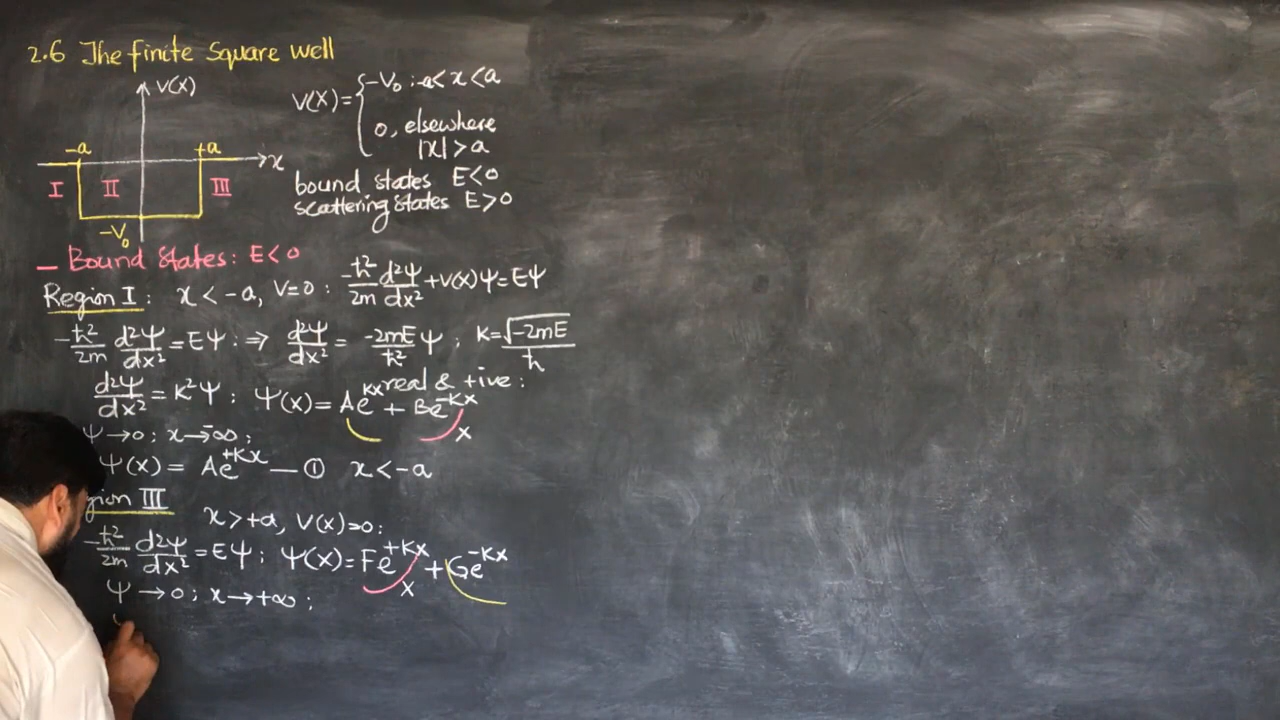 2.6 The finite Square well
V(x)
-a +a x
I II III
-V₀
V(x)= { -V₀ : -a < x < a
0, elsewhere
|x| > a
bound states E<0
scattering states E>0
— Bound States: E<0
Region I: x < -a, V=0 : -ħ²/2m d²Ψ/dx² + V(x)Ψ = EΨ
-ħ²/2m d²Ψ/dx² = EΨ : ⇒ d²Ψ/dx² = -2mE/ħ² Ψ ; K = √-2mE/ħ
real & +ive :
d²Ψ/dx² = K²Ψ ; Ψ(x) = Ae^Kx + Be^-Kx
x
Ψ→0 ; x→-∞ ;
Ψ(x) = Ae^+Kx — ① x < -a
gion III
x > +a, V(x)=0 ;
-ħ²/2m d²Ψ/dx² = EΨ ; Ψ(x) = Fe^+Kx + Ge^-Kx
x
Ψ → 0 ; x → +∞ ;